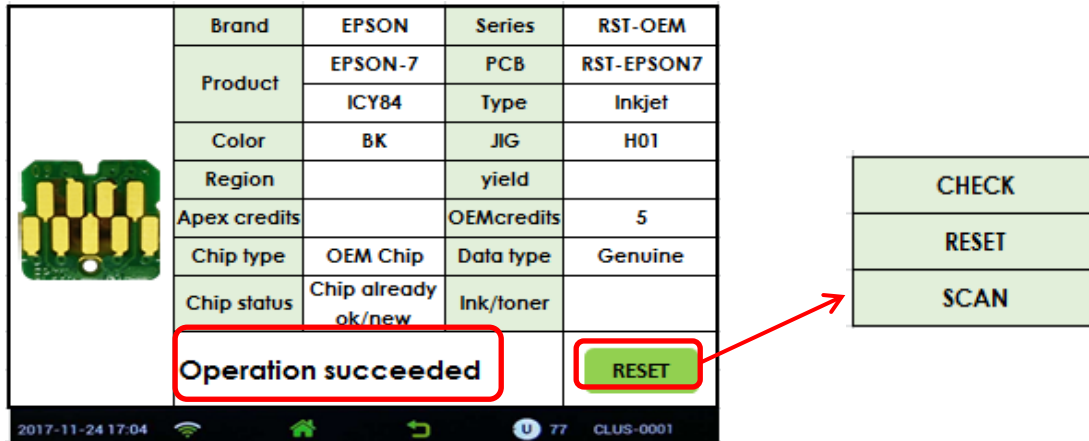 Brand EPSON Series RST-OEM
Product EPSON-7 PCB RST-EPSON7
ICY84 Type Inkjet
Color BK JIG H01
Region yield
Apex credits OEMcredits 5
Chip type OEM Chip Data type Genuine
Chip status Chip already ok/new Ink/toner
Operation succeeded RESET
2017-11-24 17:04 U 77 CLUS-0001
CHECK
RESET
SCAN